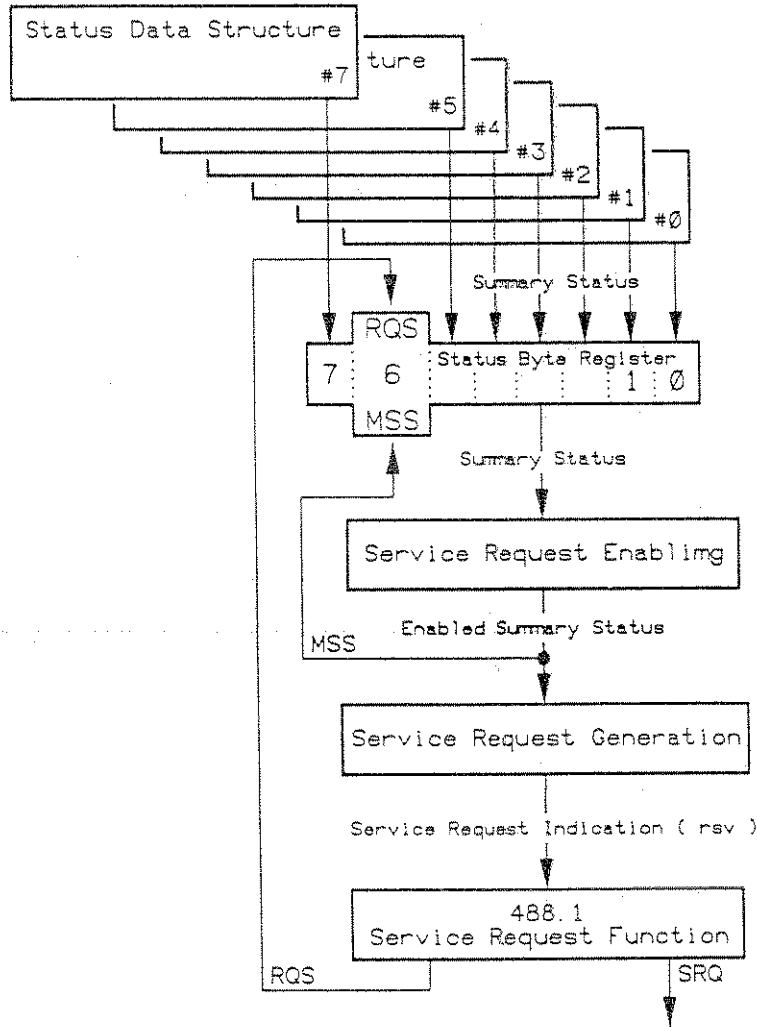 Status Data Structure
#7
ture
#5
#4
#3
#2
#1
#0
Summary Status
RQS
Status Byte Register
7 6 1 0
MSS
Summary Status
Service Request Enablimg
Enabled Summary Status
MSS
Service Request Generation
Service Request Indication ( rsv )
488.1
Service Request Function
RQS
SRQ